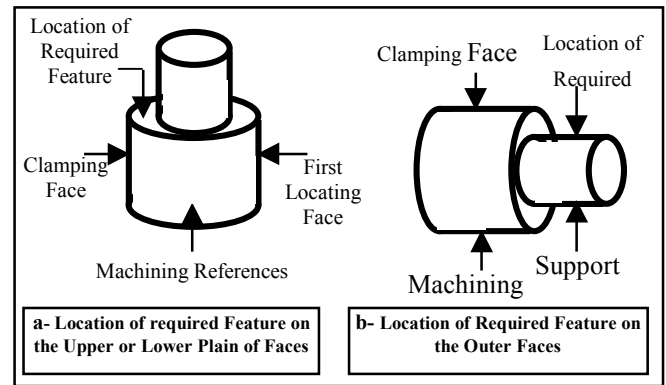 Location of
Required
Feature
Clamping
Face
First
Locating
Face
Machining References
a- Location of required Feature on
the Upper or Lower Plain of Faces
Clamping Face
Location of
Required
Machining
Support
b- Location of Required Feature on
the Outer Faces